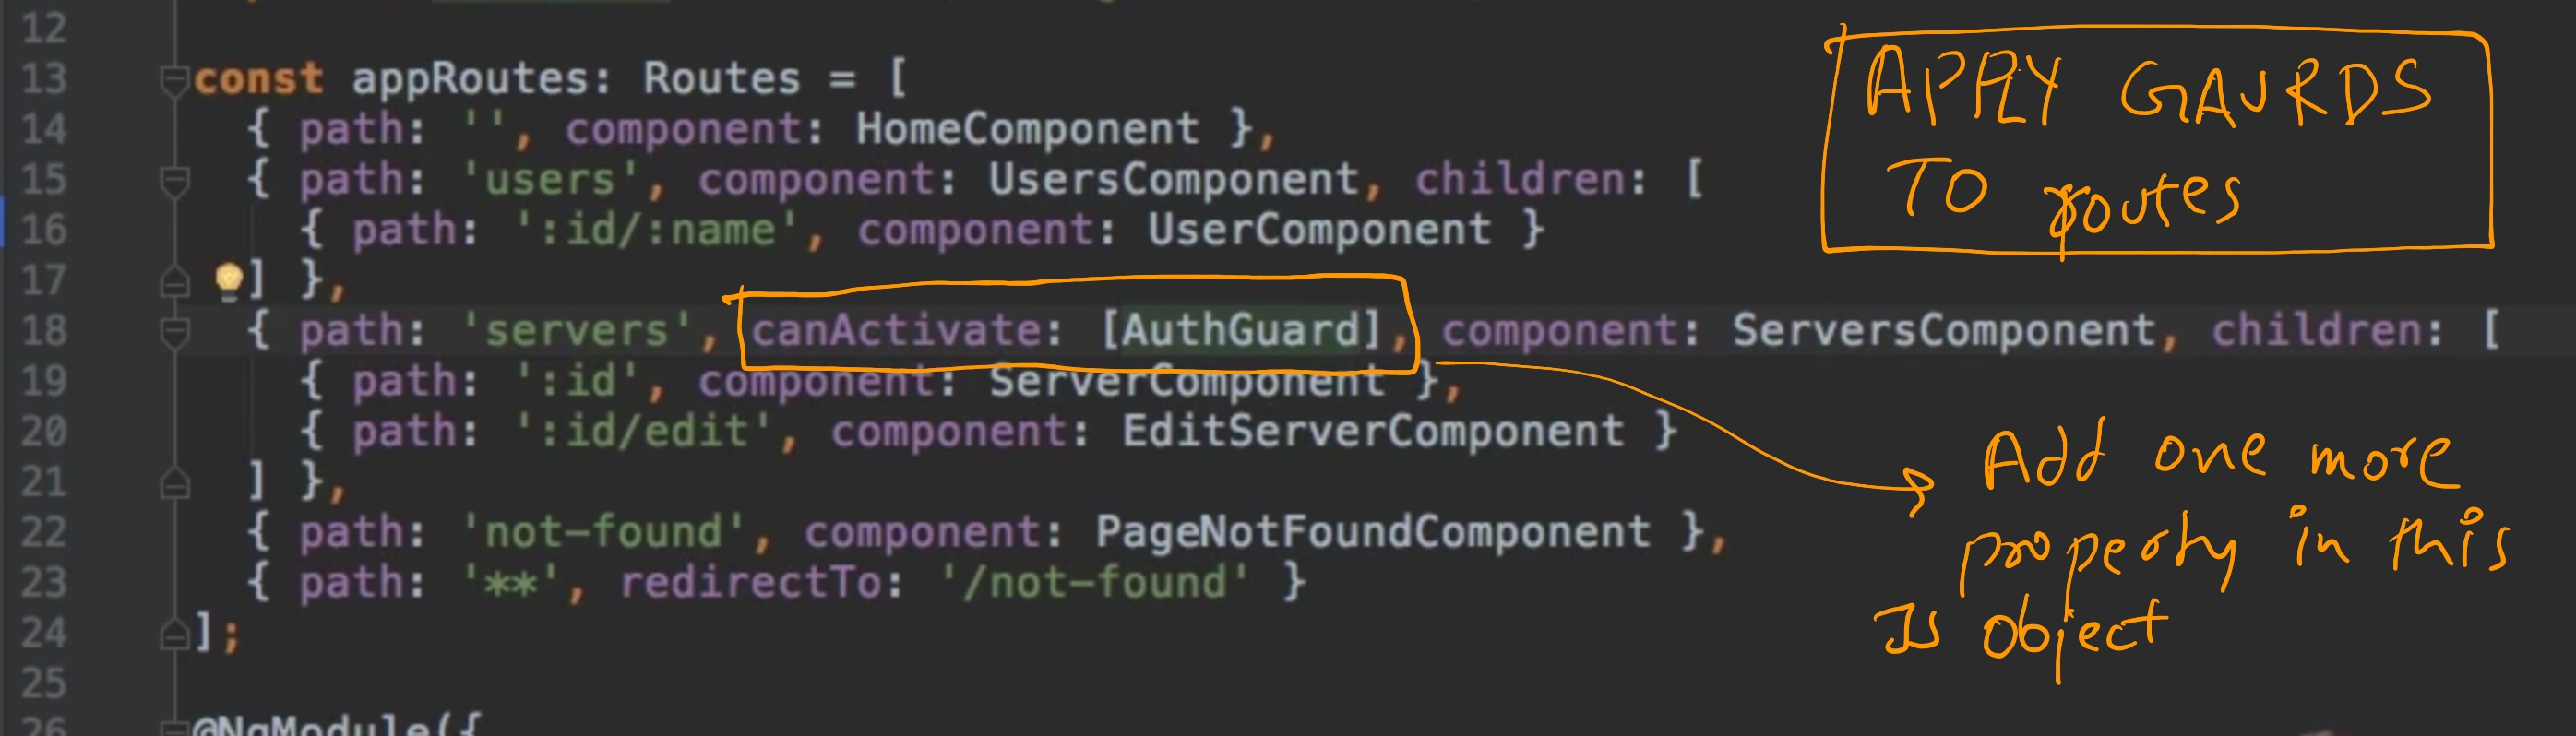 12
13 const appRoutes: Routes = [
14 { path: '', component: HomeComponent },
15 { path: 'users', component: UsersComponent, children: [
16 { path: ':id/:name', component: UserComponent }
17 ] },
18 { path: 'servers', canActivate: [AuthGuard], component: ServersComponent, children: [
19 { path: ':id', component: ServerComponent },
20 { path: ':id/edit', component: EditServerComponent }
21 ] },
22 { path: 'not-found', component: PageNotFoundComponent },
23 { path: '**', redirectTo: '/not-found' }
24 ];
25
26 @NgModule({
APPLY GAURDS
TO routes
Add one more
property in this
Js object